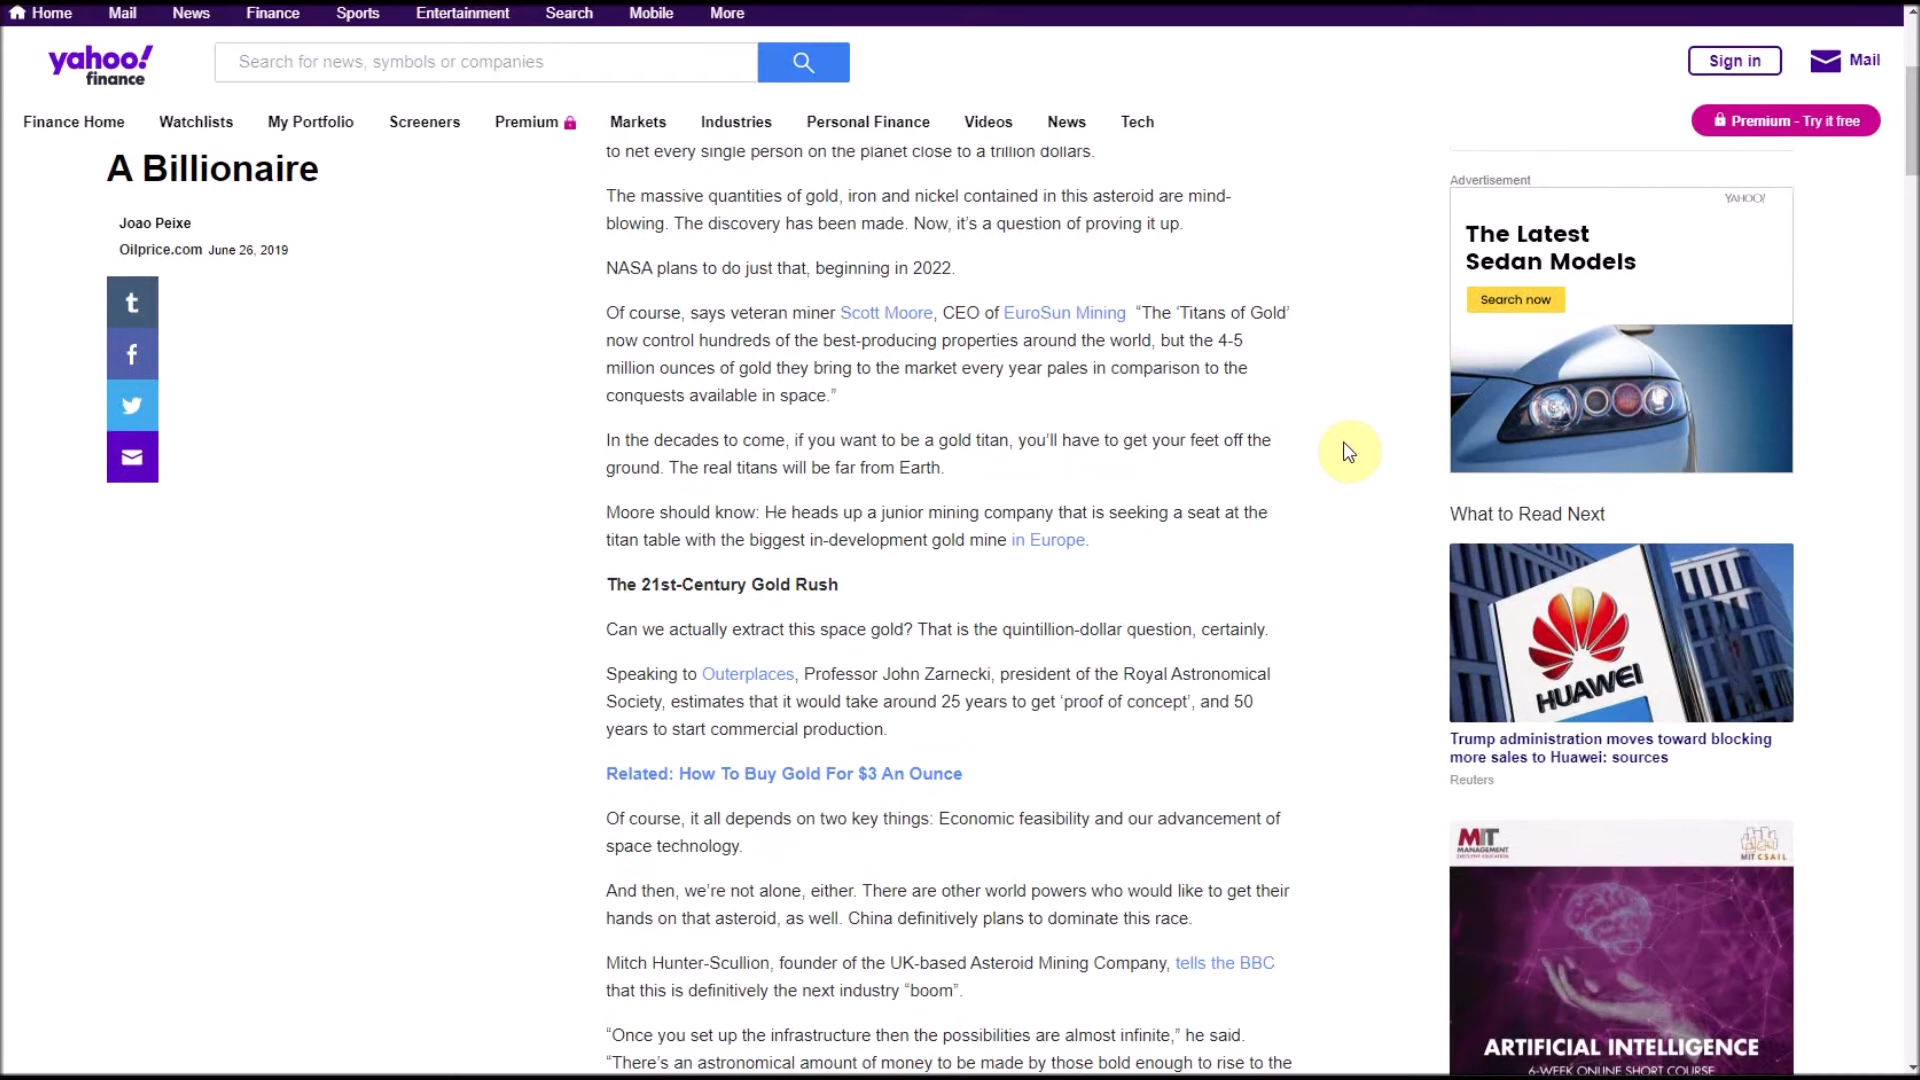 Home Mail News Finance Sports Entertainment Search Mobile More
yahoo!
finance
Search for news, symbols or companies
Sign in
Mail
Finance Home Watchlists My Portfolio Screeners Premium Markets Industries Personal Finance Videos News Tech
Premium - Try it free
A Billionaire
Joao Peixe
Oilprice.com June 26, 2019
to net every single person on the planet close to a trillion dollars.
The massive quantities of gold, iron and nickel contained in this asteroid are mind-
blowing. The discovery has been made. Now, it’s a question of proving it up.
NASA plans to do just that, beginning in 2022.
Of course, says veteran miner Scott Moore, CEO of EuroSun Mining “The ‘Titans of Gold’
now control hundreds of the best-producing properties around the world, but the 4-5
million ounces of gold they bring to the market every year pales in comparison to the
conquests available in space.”
In the decades to come, if you want to be a gold titan, you’ll have to get your feet off the
ground. The real titans will be far from Earth.
Moore should know: He heads up a junior mining company that is seeking a seat at the
titan table with the biggest in-development gold mine in Europe.
The 21st-Century Gold Rush
Can we actually extract this space gold? That is the quintillion-dollar question, certainly.
Speaking to Outerplaces, Professor John Zarnecki, president of the Royal Astronomical
Society, estimates that it would take around 25 years to get ‘proof of concept’, and 50
years to start commercial production.
Related: How To Buy Gold For $3 An Ounce
Of course, it all depends on two key things: Economic feasibility and our advancement of
space technology.
And then, we’re not alone, either. There are other world powers who would like to get their
hands on that asteroid, as well. China definitively plans to dominate this race.
Mitch Hunter-Scullion, founder of the UK-based Asteroid Mining Company, tells the BBC
that this is definitively the next industry “boom”.
“Once you set up the infrastructure then the possibilities are almost infinite,” he said.
“There’s an astronomical amount of money to be made by those bold enough to rise to the
Advertisement
YAHOO!
The Latest
Sedan Models
Search now
What to Read Next
HUAWEI
Trump administration moves toward blocking
more sales to Huawei: sources
Reuters
MIT
MANAGEMENT
EXECUTIVE EDUCATION
MIT CSAIL
ARTIFICIAL INTELLIGENCE
6-WEEK ONLINE SHORT COURSE